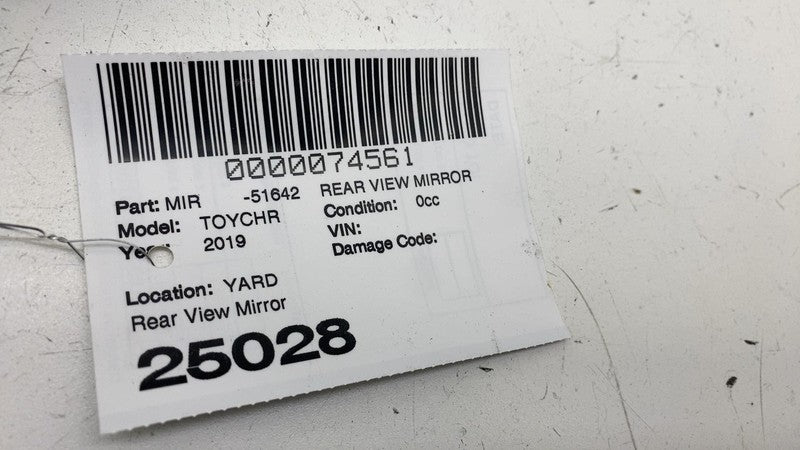 0000074561
Part: MIR -51642 REAR VIEW MIRROR
Model: TOYCHR Condition: 0cc
2019 VIN:
Damage Code:
Location: YARD
Rear View Mirror
25028